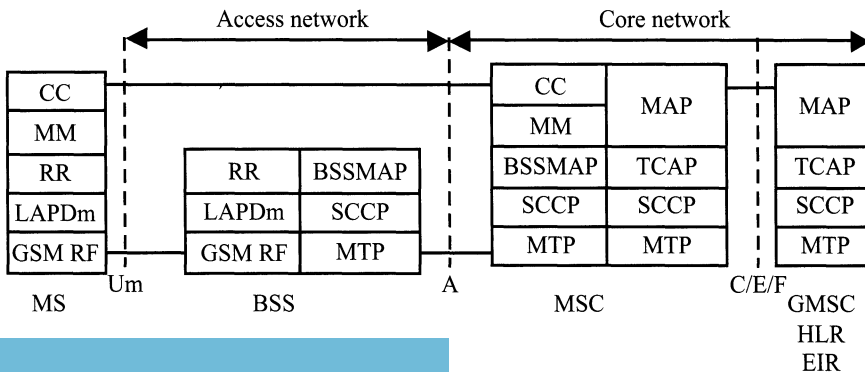 Access network
Core network
CC
MM
RR
LAPDm
GSM RF
RR
LAPDm
GSM RF
BSSMAP
SCCP
MTP
CC
MM
BSSMAP
SCCP
MTP
MAP
TCAP
SCCP
MTP
MAP
TCAP
SCCP
MTP
Um
A
C/E/F
MS
BSS
MSC
GMSC
HLR
EIR